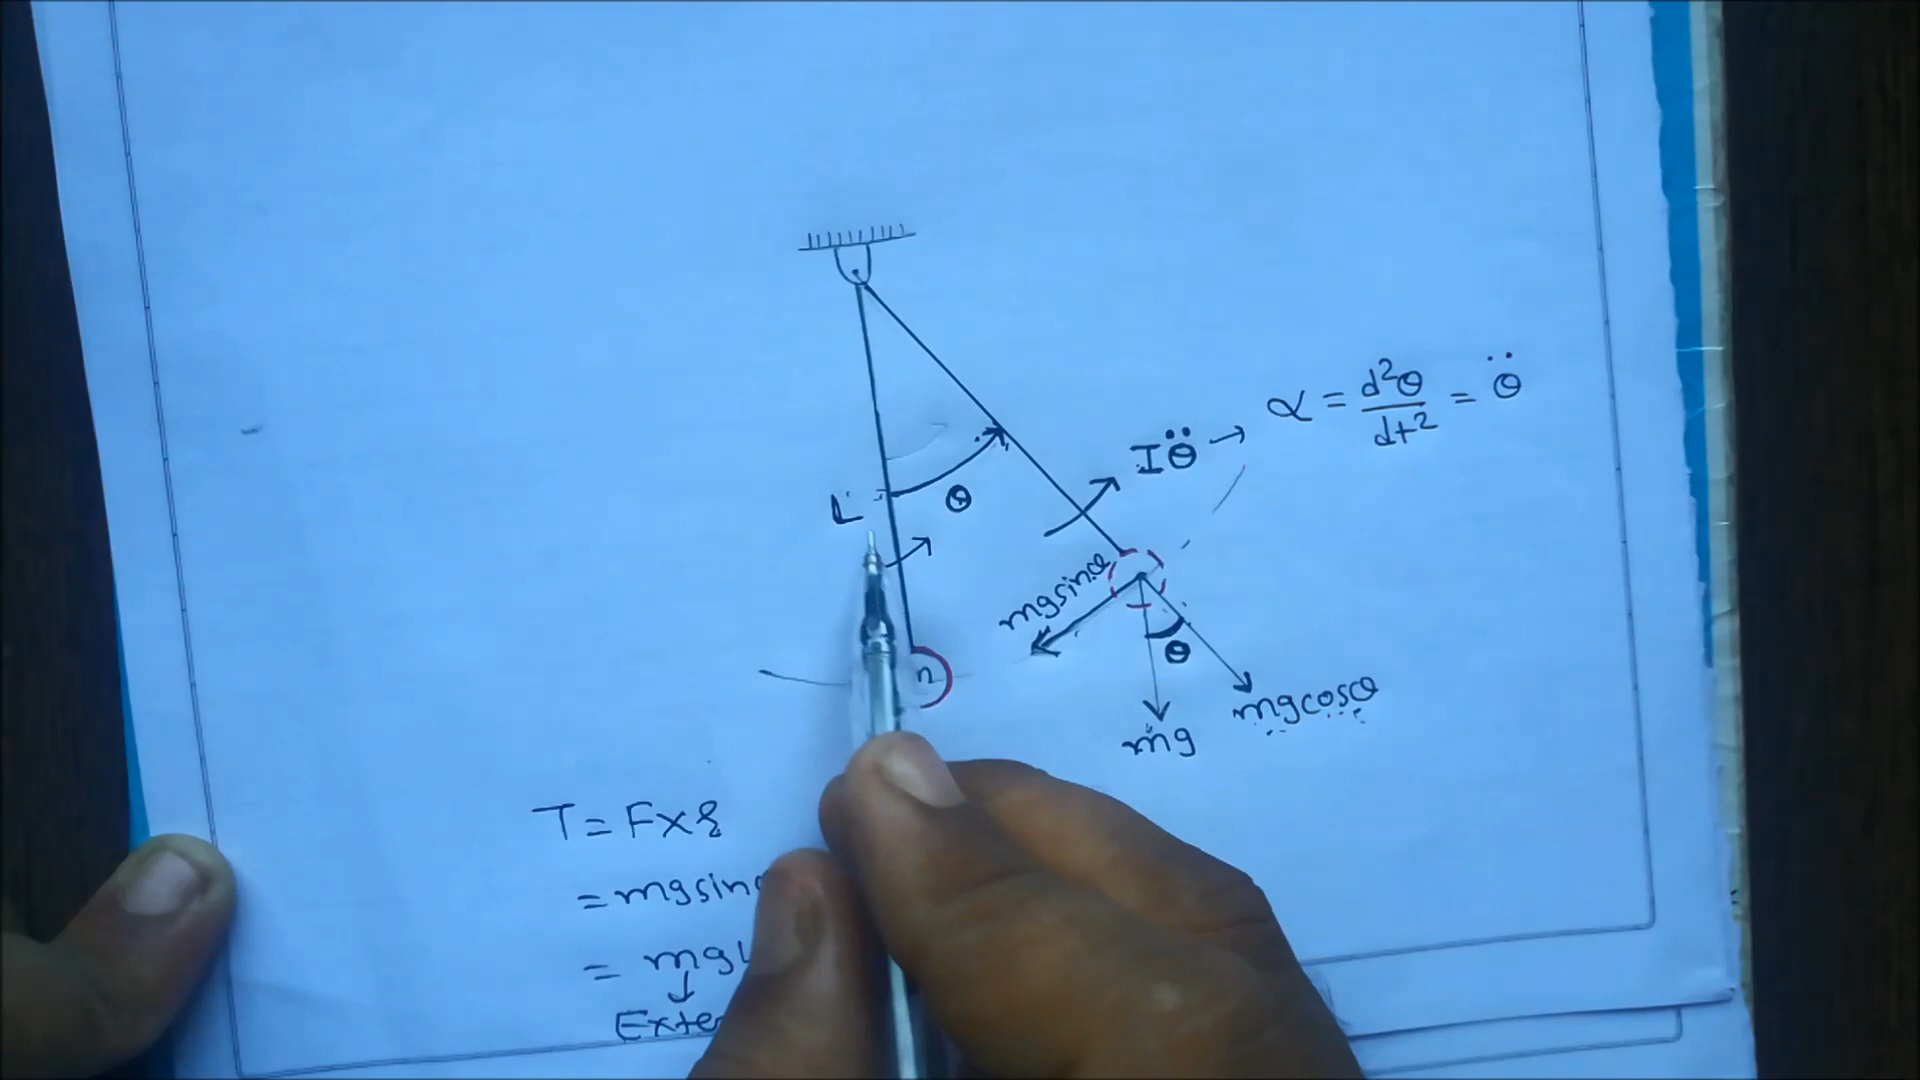 α = d²θ/dt² = θ̈
Iθ̈ →
L
θ
mgsinθ
m
θ
mgcosθ
mg
T = F×r
= mgsin
= mgL
↓
Exte